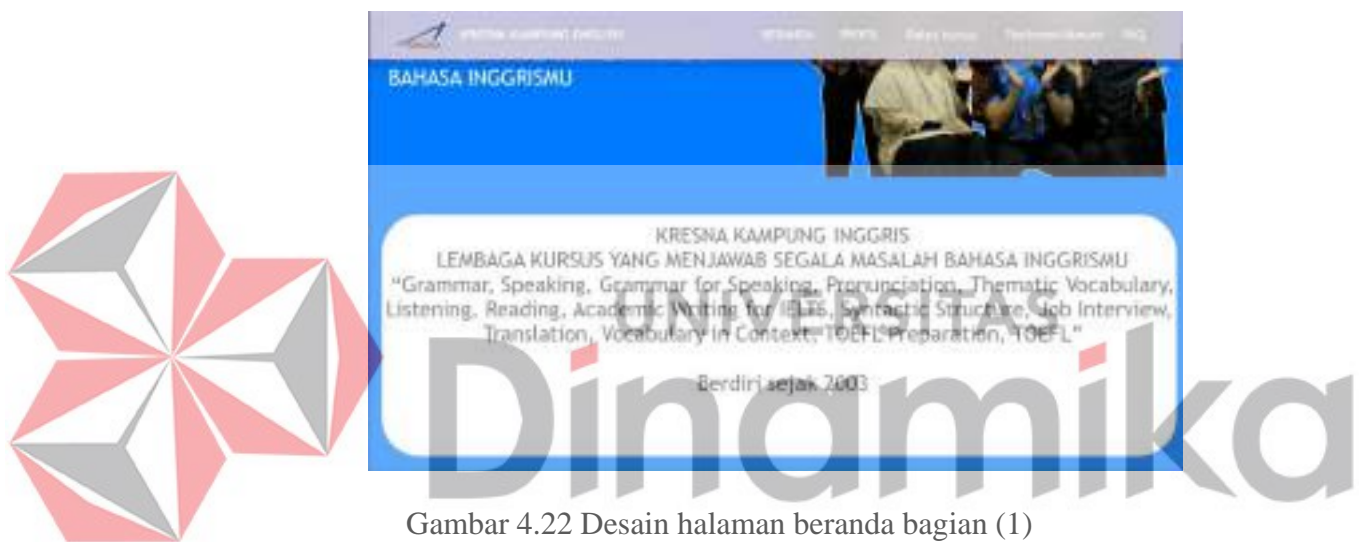 BERANDA
BAHASA INGGRISMU
KRESNA KAMPUNG INGGRIS
LEMBAGA KURSUS YANG MENJAWAB SEGALA MASALAH BAHASA INGGRISMU
“Grammar, Speaking, Grammar for Speaking, Pronunciation, Thematic Vocabulary,
Listening, Reading, Academic Writing for IELTS, Syntactic Structure, Job Interview,
Translation, Vocabulary in Context, TOEFL Preparation, TOEFL”
Berdiri sejak 2003
UNIVERSITAS
Dinamika
Gambar 4.22 Desain halaman beranda bagian (1)